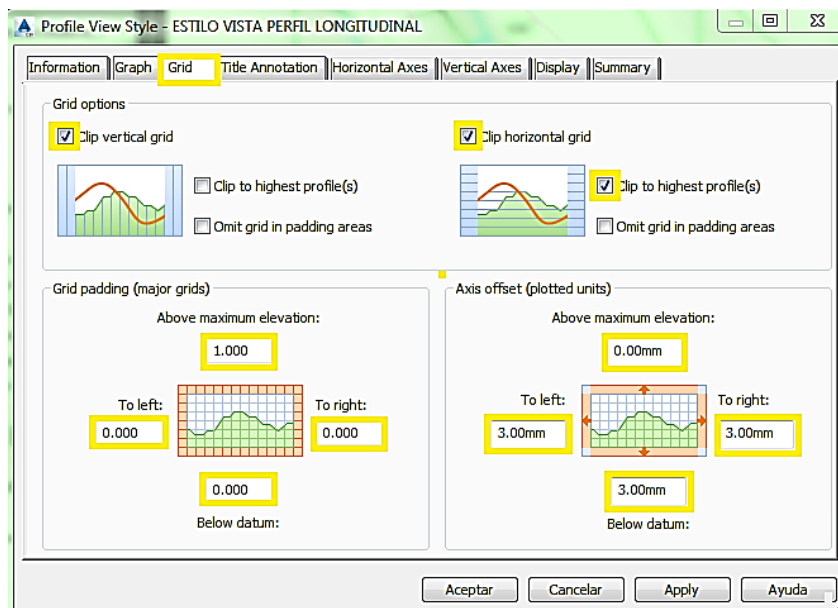 Profile View Style - ESTILO VISTA PERFIL LONGITUDINAL
Information Graph Grid Title Annotation Horizontal Axes Vertical Axes Display Summary
Grid options
Clip vertical grid
Clip to highest profile(s)
Omit grid in padding areas
Clip horizontal grid
Clip to highest profile(s)
Omit grid in padding areas
Grid padding (major grids)
Above maximum elevation:
1.000
To left:
0.000
To right:
0.000
0.000
Below datum:
Axis offset (plotted units)
Above maximum elevation:
0.00mm
To left:
3.00mm
To right:
3.00mm
3.00mm
Below datum:
Aceptar Cancelar Apply Ayuda